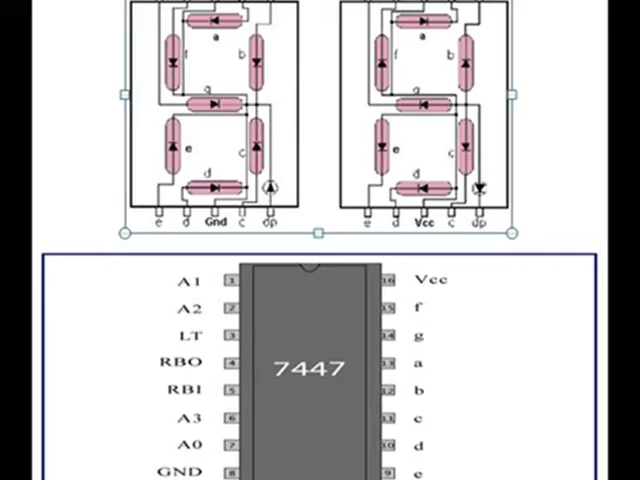 a a
f b f b
g g
e c e c
d d
e d Gnd c dp e d Vcc c dp
A1 1 16 Vcc
A2 2 15 f
LT 3 14 g
7447
RBO 4 13 a
RBI 5 12 b
A3 6 11 c
A0 7 10 d
GND 8 9 e